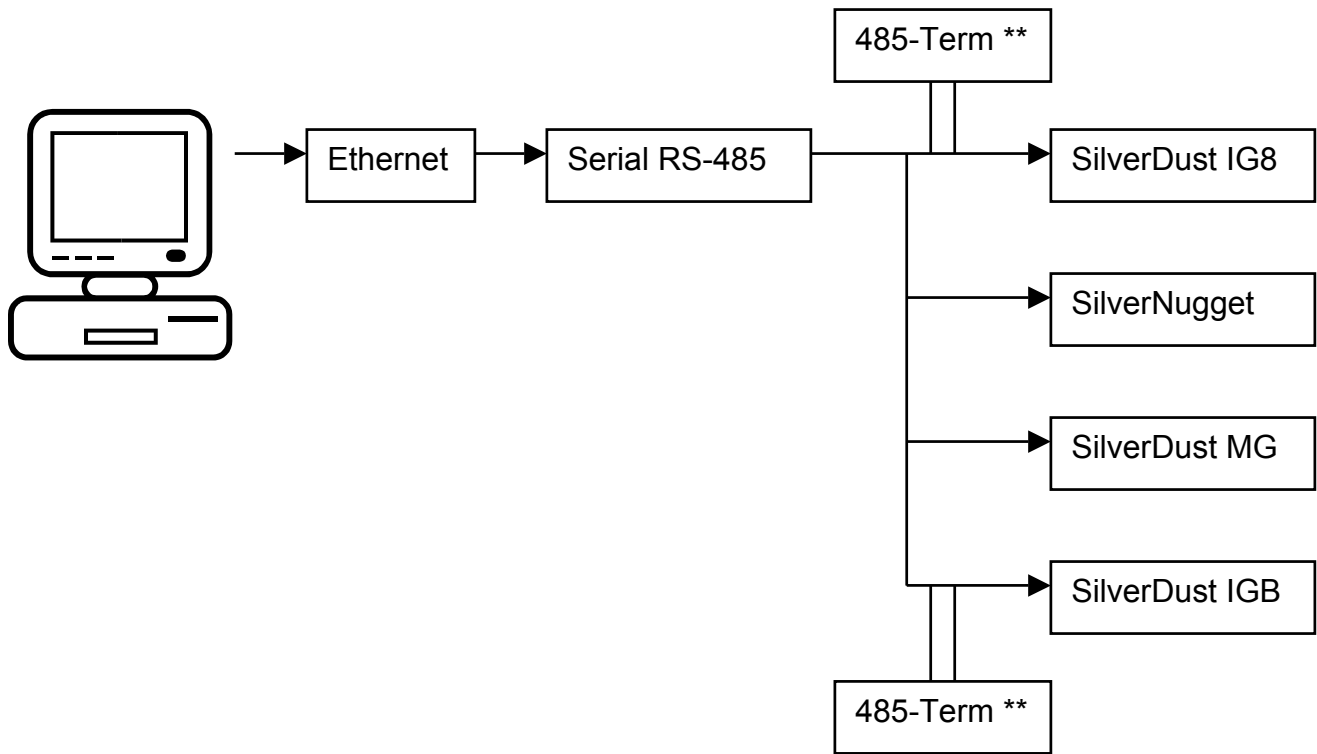 485-Term **
Ethernet
Serial RS-485
SilverDust IG8
SilverNugget
SilverDust MG
SilverDust IGB
485-Term **